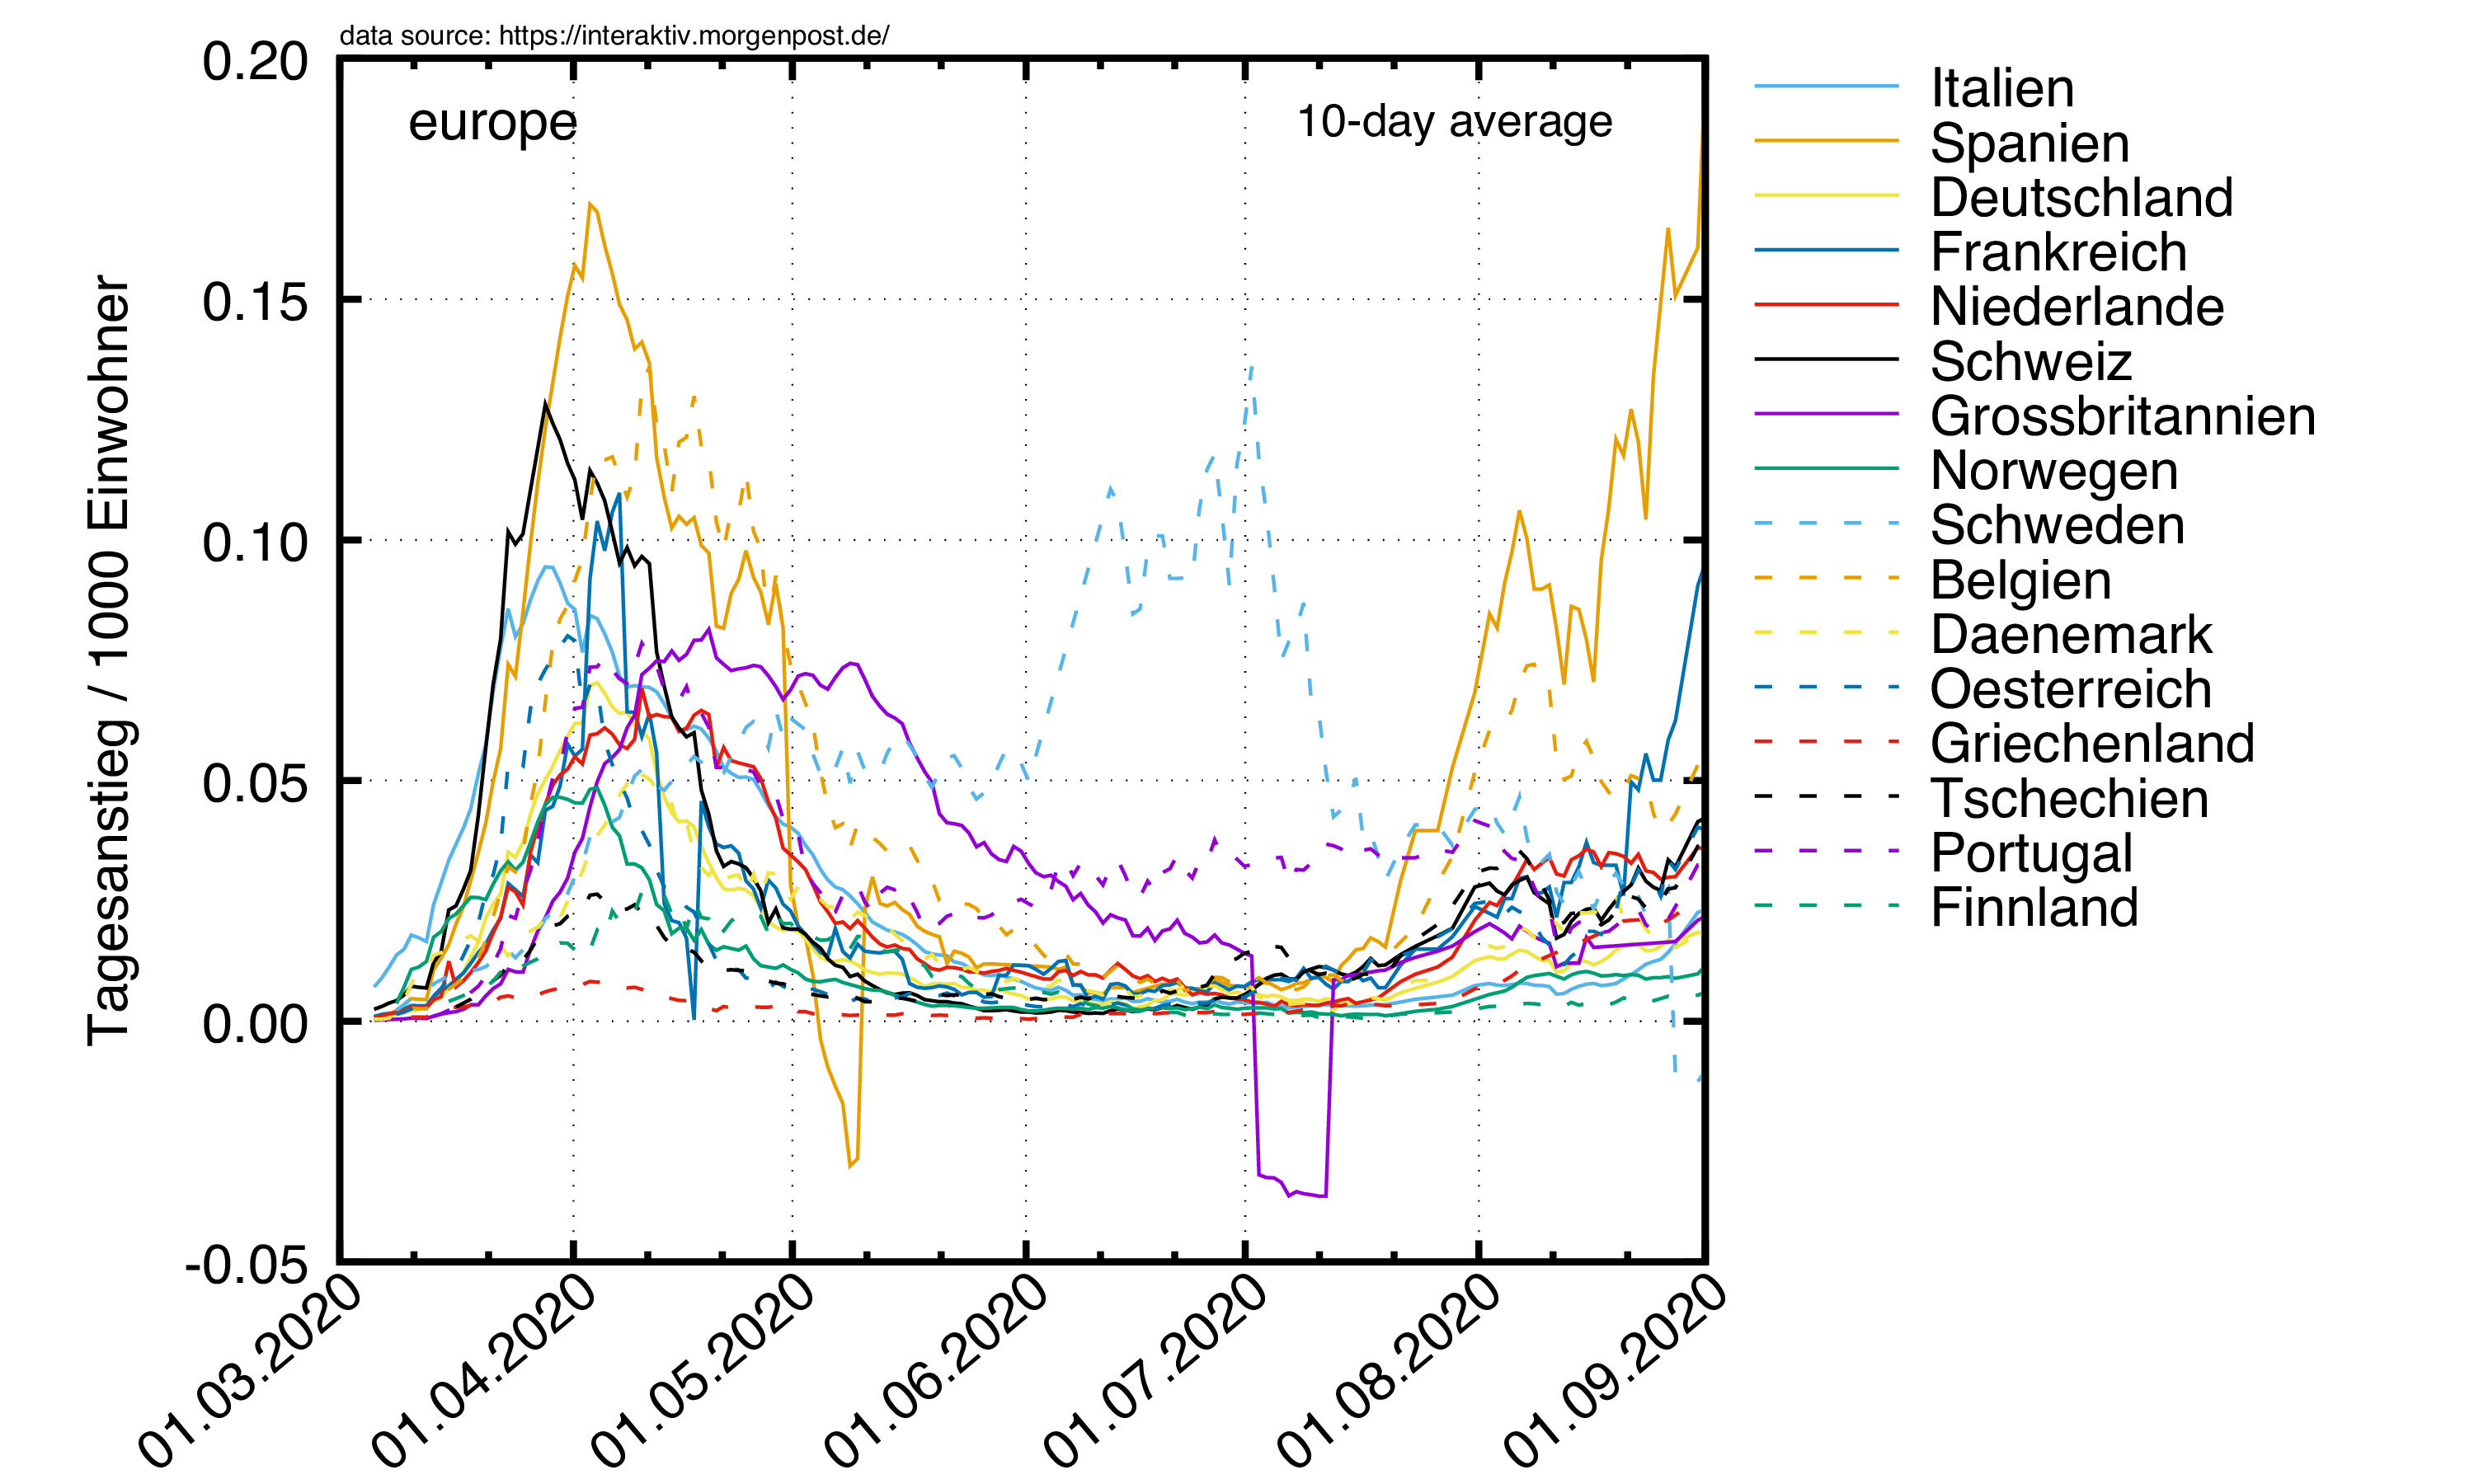 data source: https://interaktiv.morgenpost.de/
europe
10-day average
Tagesanstieg / 1000 Einwohner
0.20
0.15
0.10
0.05
0.00
-0.05
01.03.2020
01.04.2020
01.05.2020
01.06.2020
01.07.2020
01.08.2020
01.09.2020
Italien
Spanien
Deutschland
Frankreich
Niederlande
Schweiz
Grossbritannien
Norwegen
Schweden
Belgien
Daenemark
Oesterreich
Griechenland
Tschechien
Portugal
Finnland